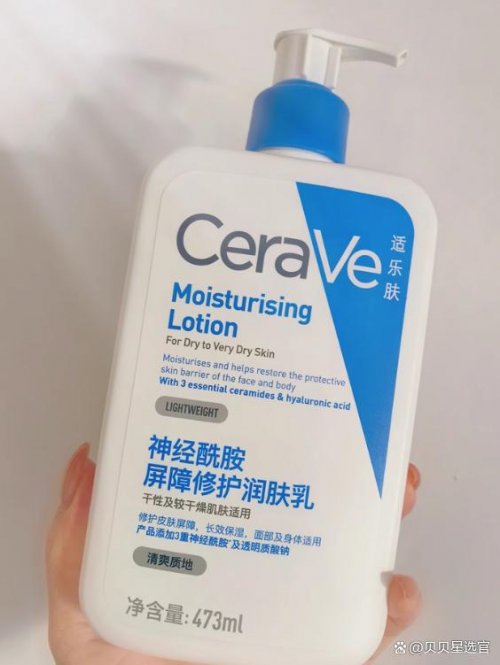 CeraVe
适乐肤
Moisturising
Lotion
For Dry to Very Dry Skin
Moisturises and helps restore the protective
skin barrier of the face and body
With 3 essential ceramides & hyaluronic acid
LIGHTWEIGHT
神经酰胺
屏障修护润肤乳
干性及较干燥肌肤适用
修护皮肤屏障，长效保湿，面部及身体适用
产品添加3重神经酰胺*及透明质酸钠
清爽质地
净含量: 473ml
@贝贝星选官